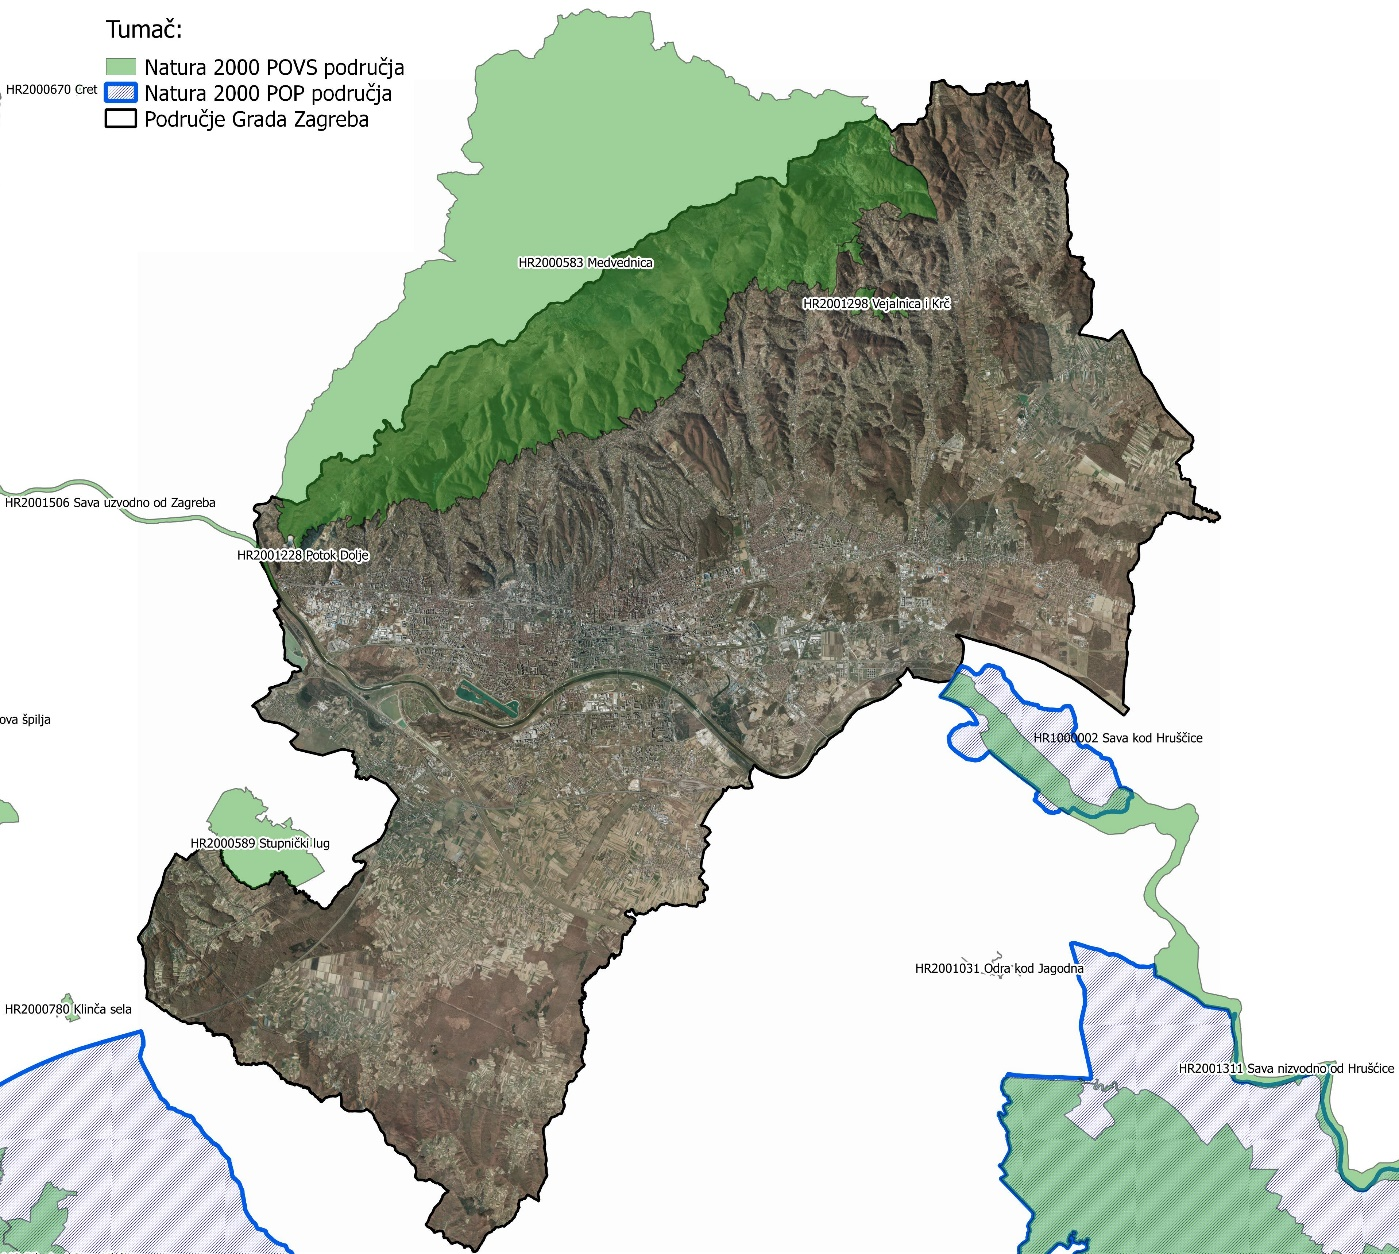 Tumač:
Natura 2000 POVS područja
HR2000670 Cret
Natura 2000 POP područja
Područje Grada Zagreba
HR2000583 Medvednica
HR2001298 Vejalnica i Krč
HR2001506 Sava uzvodno od Zagreba
HR2001228 Potok Dolje
ova špilja
HR1000002 Sava kod Hrušćice
HR2000589 Stupnički lug
HR2001031 Odra kod Jagodna
HR2000780 Klinča sela
HR2001311 Sava nizvodno od Hrušćice